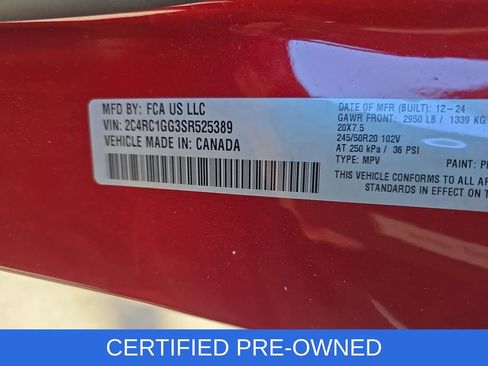 MFD BY: FCA US LLC
VIN: 2C4RC1GG3SR525389
VEHICLE MADE IN: CANADA
DATE OF MFR (BUILT): 12-24
GAWR FRONT: 2950 LB / 1339 KG
20X7.5
245/50R20 102V
AT 250 kPa / 36 PSI
TYPE: MPV PAINT:
THIS VEHICLE CONFORMS TO ALL
STANDARDS IN EFFECT ON
CERTIFIED PRE-OWNED